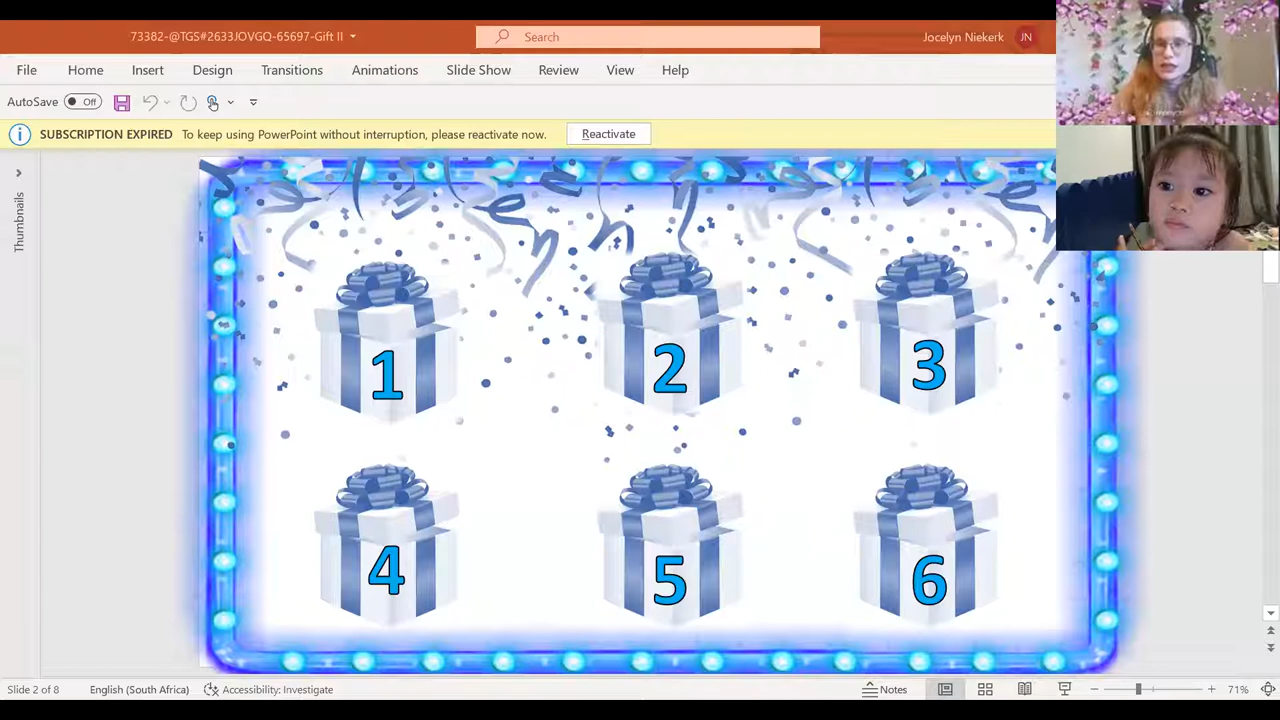 73382-@TGS#2633JOVGQ-65697-Gift II
Search
Jocelyn Niekerk
JN
File Home Insert Design Transitions Animations Slide Show Review View Help
AutoSave Off
SUBSCRIPTION EXPIRED To keep using PowerPoint without interruption, please reactivate now. Reactivate
Thumbnails
1 2 3
4 5 6
Slide 2 of 8 English (South Africa) Accessibility: Investigate Notes 71%